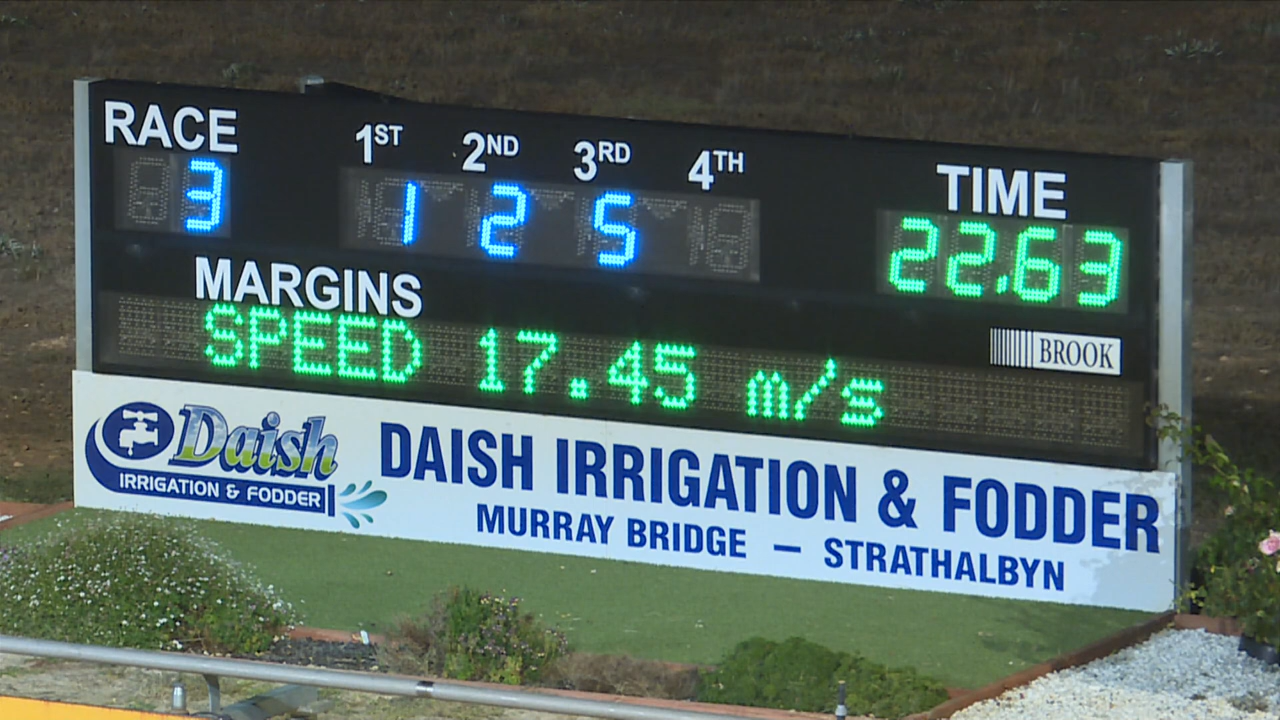 RACE 1ST 2ND 3RD 4TH TIME
3 1 2 5 22.63
MARGINS
SPEED 17.45 m/s
BROOK
Daish
IRRIGATION & FODDER
DAISH IRRIGATION & FODDER
MURRAY BRIDGE – STRATHALBYN